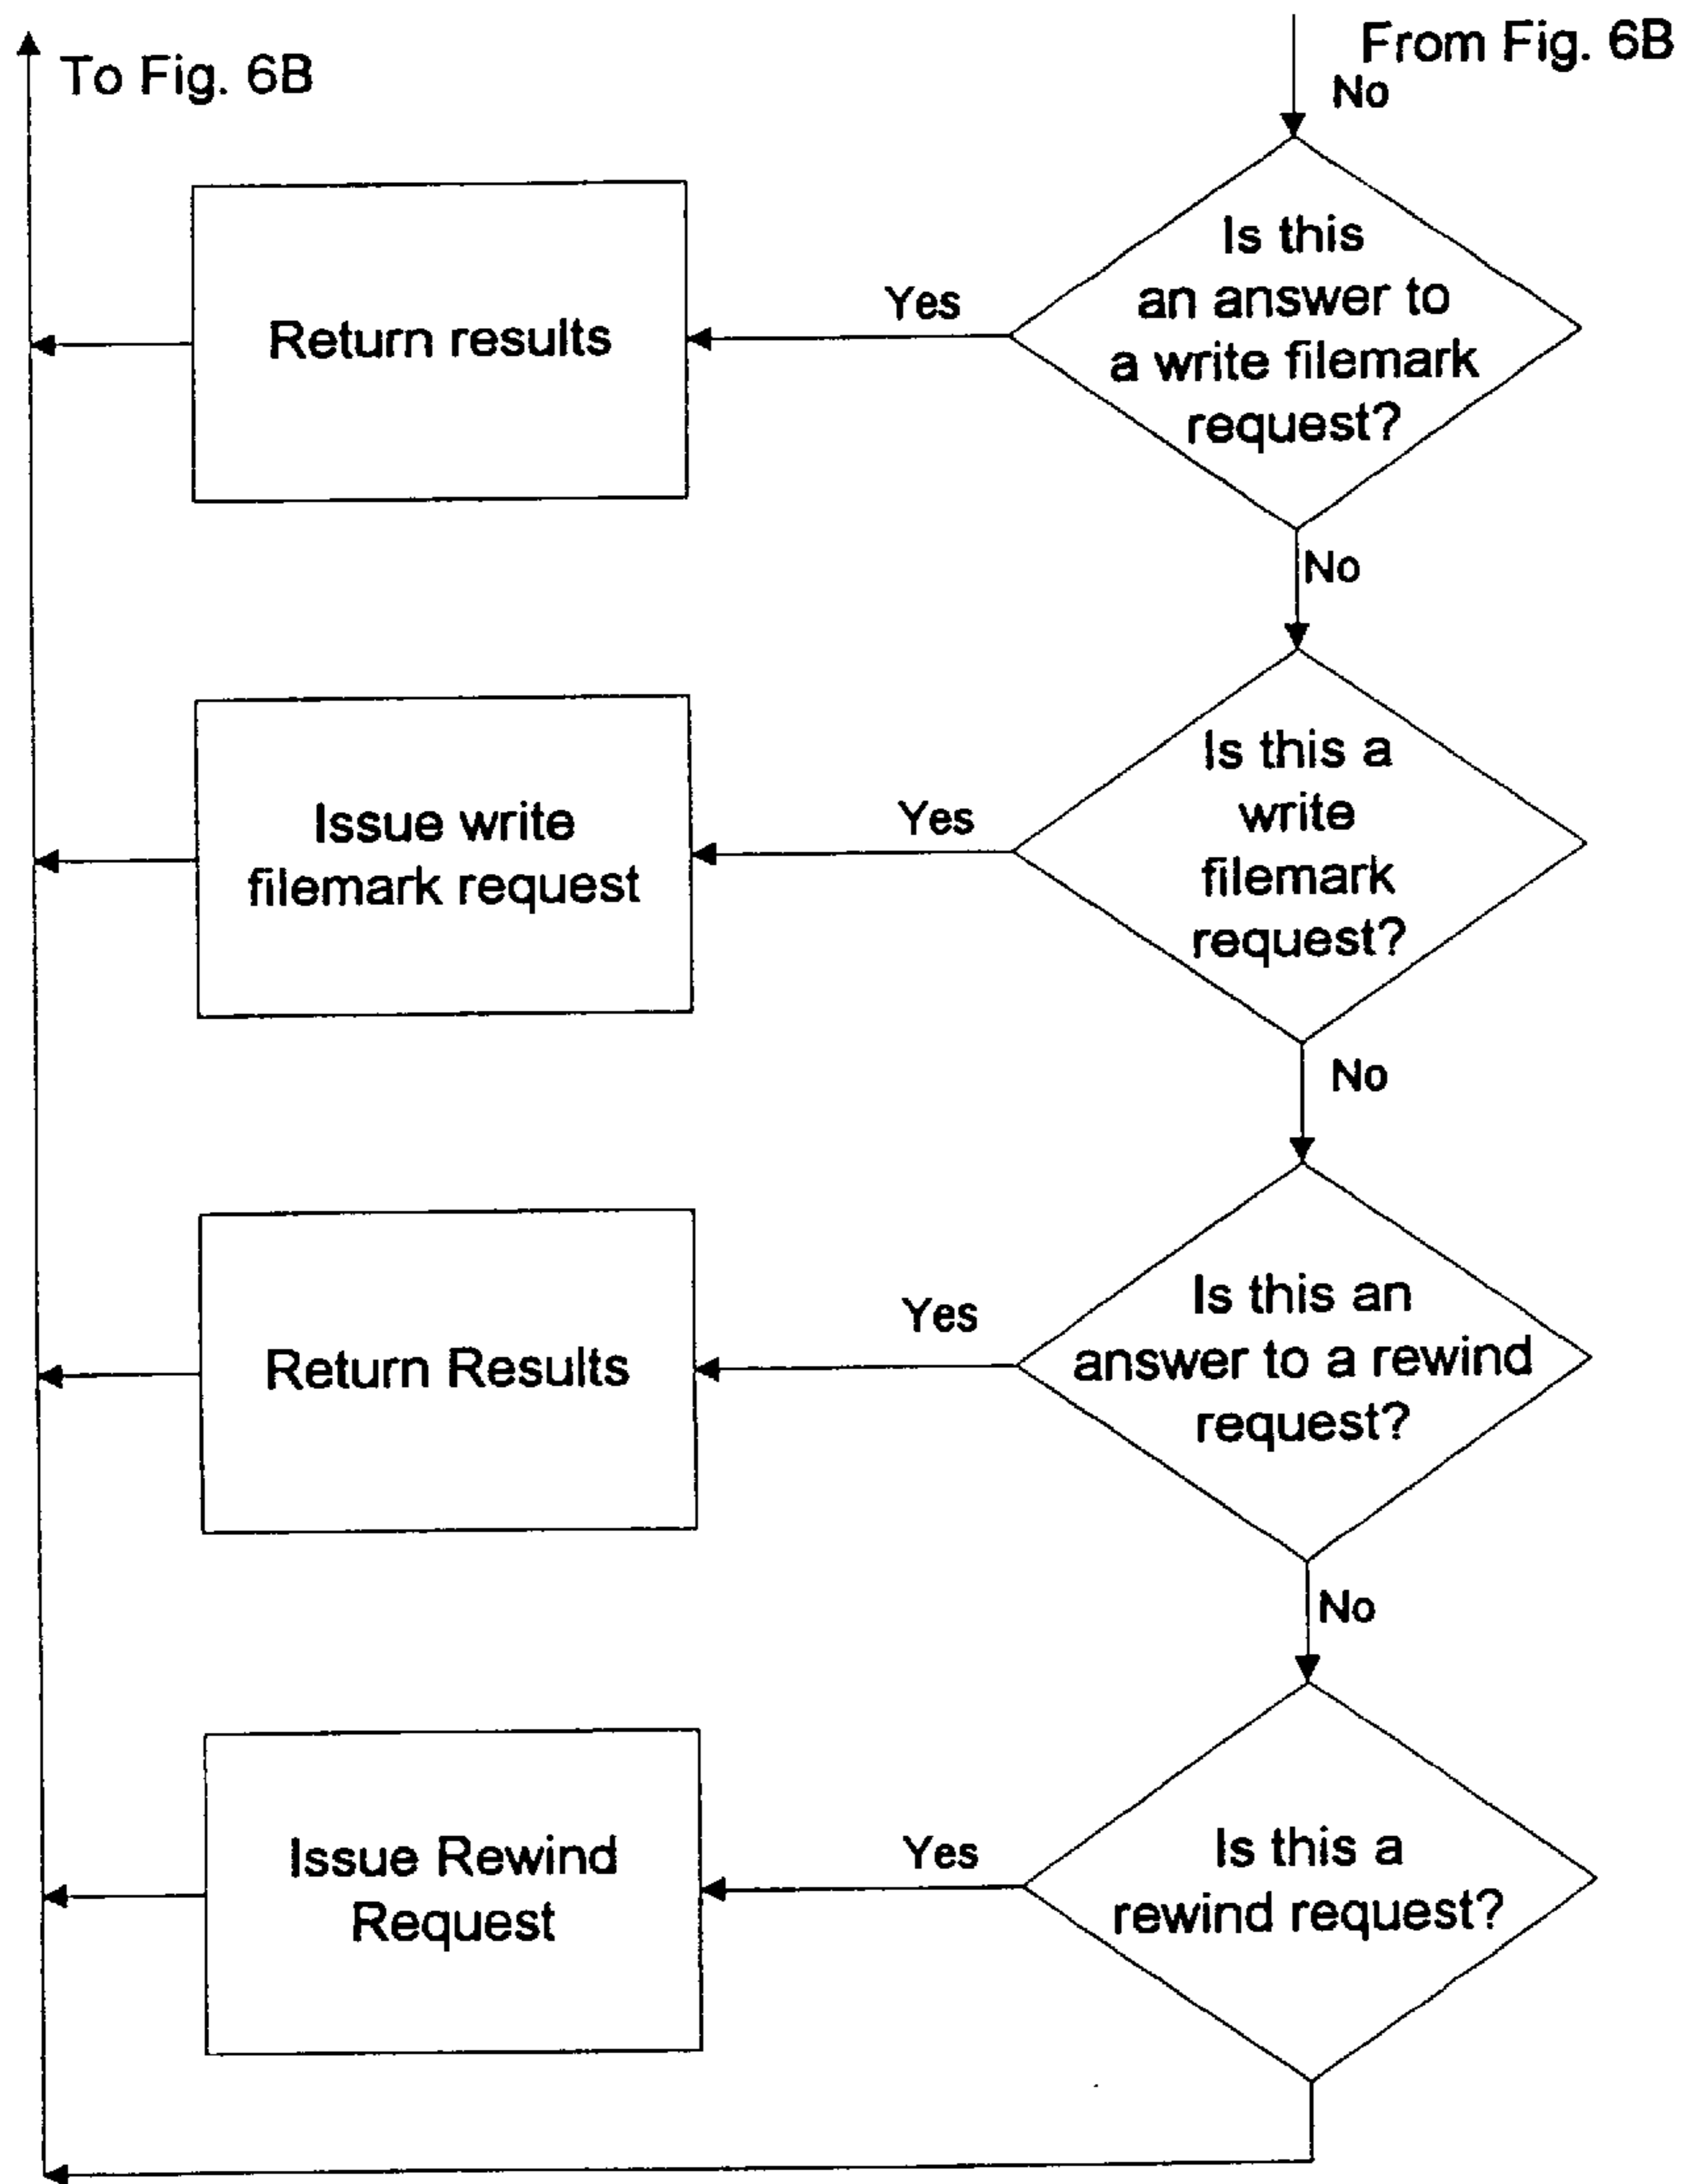 To Fig. 6B
From Fig. 6B
No
Is this
an answer to
a write filemark
request?
Yes
Return results
No
Is this a
write
filemark
request?
Yes
Issue write
filemark request
No
Is this an
answer to a rewind
request?
Yes
Return Results
No
Is this a
rewind request?
Yes
Issue Rewind
Request